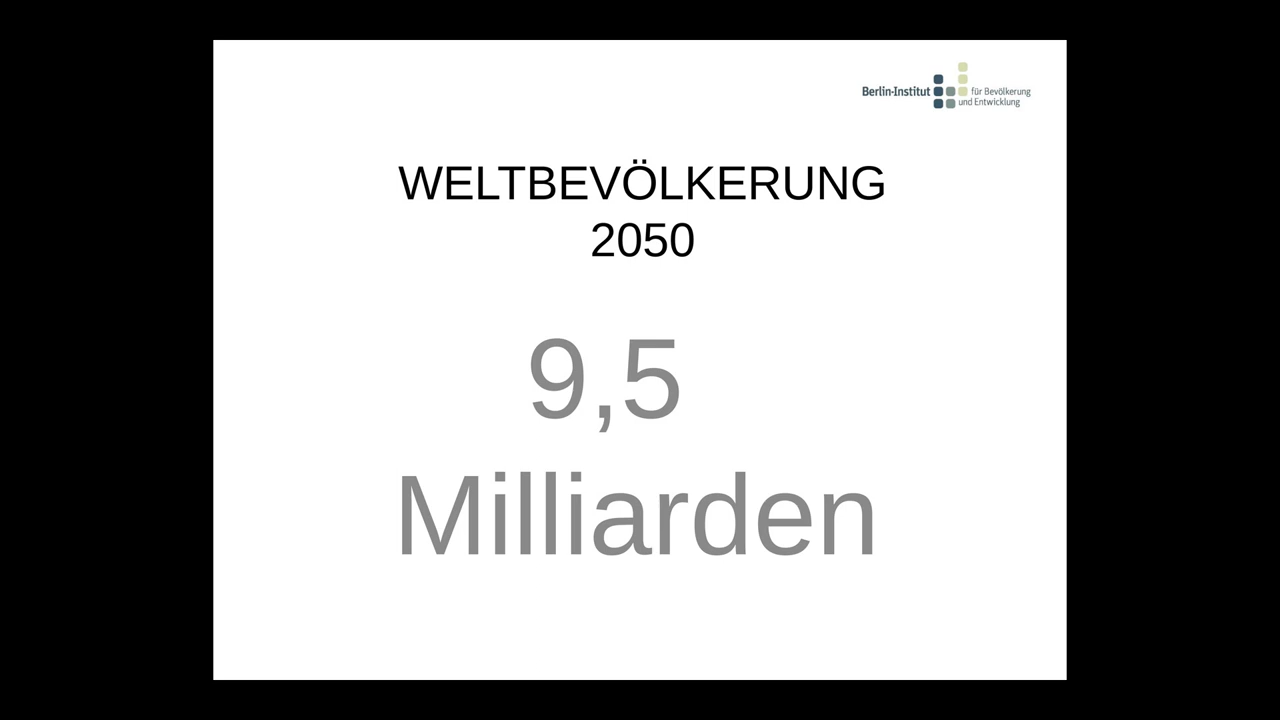 Berlin-Institut für Bevölkerung
und Entwicklung
WELTBEVÖLKERUNG
2050
9,5
Milliarden